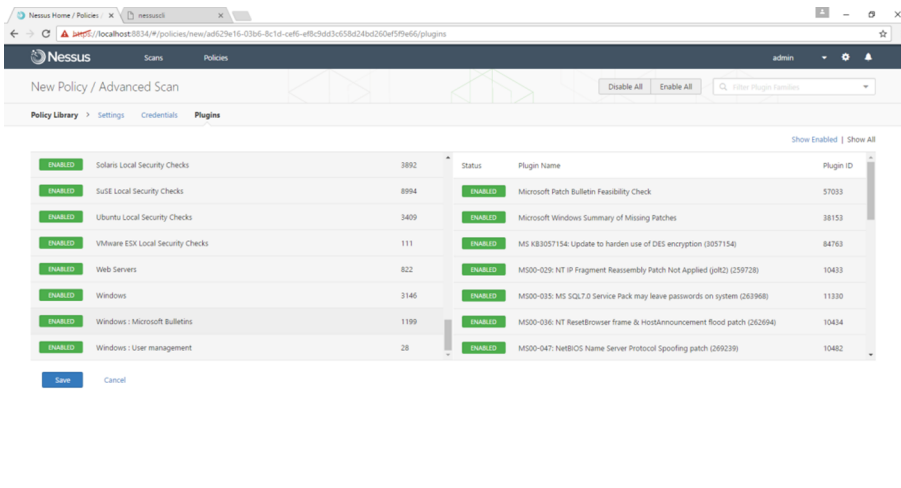 Nessus Home / Policies / nessuscli
https://localhost:8834/#/policies/new/ad629e16-03b6-8c1d-cef6-ef8c9dd3c658d24bd260ef5f9e66/plugins
Nessus Scans Policies admin
New Policy / Advanced Scan Disable All Enable All Filter Plugin Families
Policy Library > Settings Credentials Plugins
Show Enabled | Show All
Status Plugin Name Plugin ID
ENABLED Solaris Local Security Checks 3892
ENABLED SuSE Local Security Checks 8994
ENABLED Ubuntu Local Security Checks 3409
ENABLED VMware ESX Local Security Checks 111
ENABLED Web Servers 822
ENABLED Windows 3146
ENABLED Windows : Microsoft Bulletins 1199
ENABLED Windows : User management 28
ENABLED Microsoft Patch Bulletin Feasibility Check 57033
ENABLED Microsoft Windows Summary of Missing Patches 38153
ENABLED MS KB3057154: Update to harden use of DES encryption (3057154) 84763
ENABLED MS00-029: NT IP Fragment Reassembly Patch Not Applied (jolt2) (259728) 10433
ENABLED MS00-035: MS SQL7.0 Service Pack may leave passwords on system (263968) 11330
ENABLED MS00-036: NT ResetBrowser frame & HostAnnouncement flood patch (262694) 10434
ENABLED MS00-047: NetBIOS Name Server Protocol Spoofing patch (269239) 10482
Save Cancel